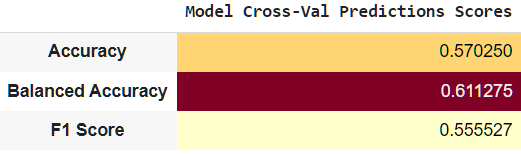 Model Cross-Val Predictions Scores
Accuracy 0.570250
Balanced Accuracy 0.611275
F1 Score 0.555527